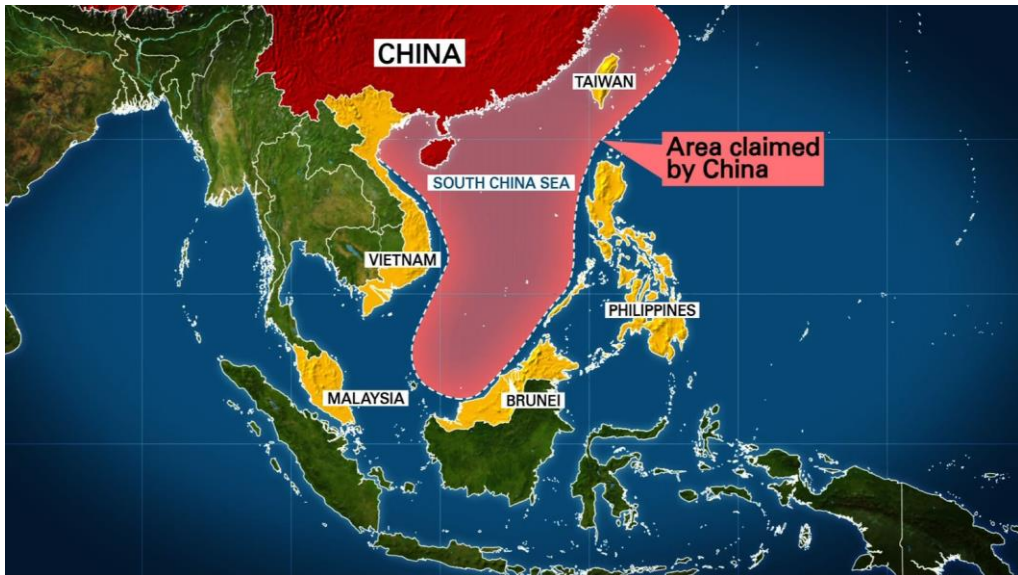 CHINA
TAIWAN
Area claimed
by China
SOUTH CHINA SEA
VIETNAM
PHILIPPINES
MALAYSIA
BRUNEI